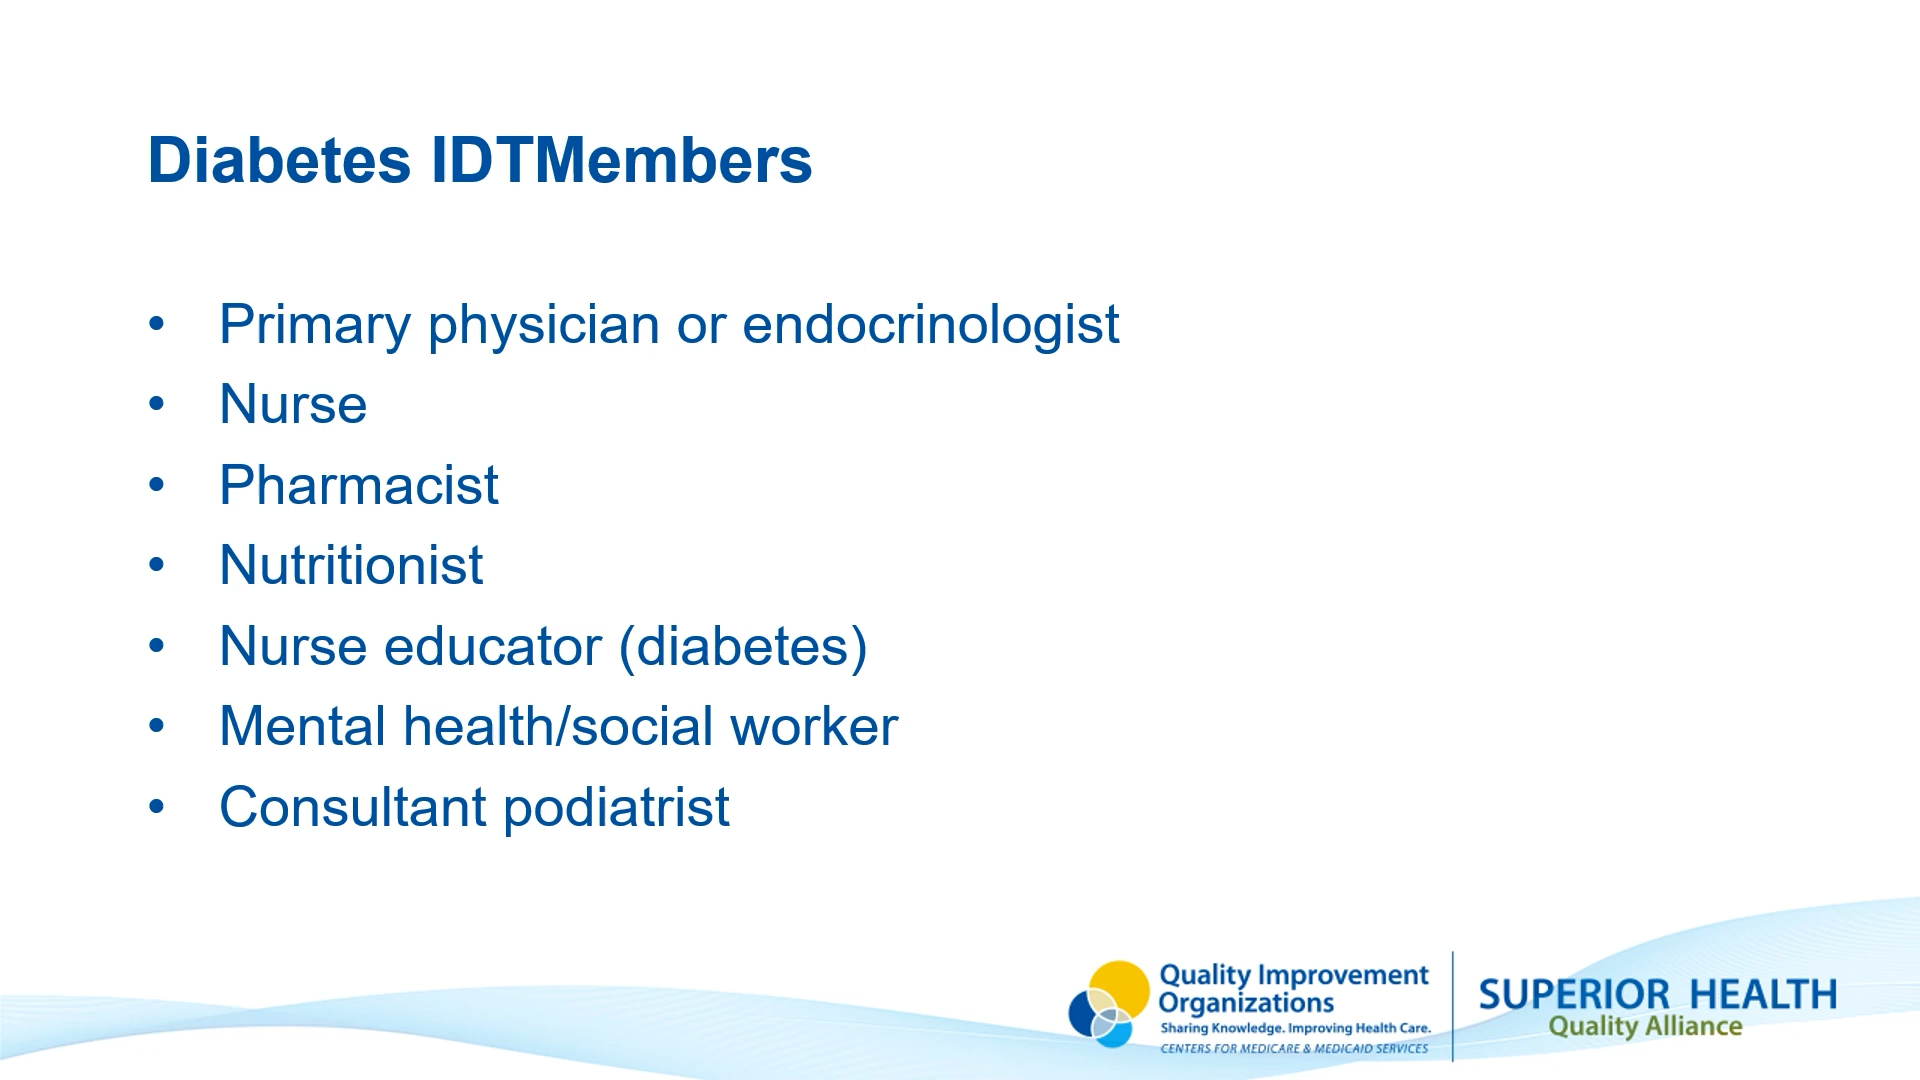 Diabetes IDTMembers
• Primary physician or endocrinologist
• Nurse
• Pharmacist
• Nutritionist
• Nurse educator (diabetes)
• Mental health/social worker
• Consultant podiatrist
Quality Improvement
Organizations
Sharing Knowledge. Improving Health Care.
CENTERS FOR MEDICARE & MEDICAID SERVICES
SUPERIOR HEALTH
Quality Alliance